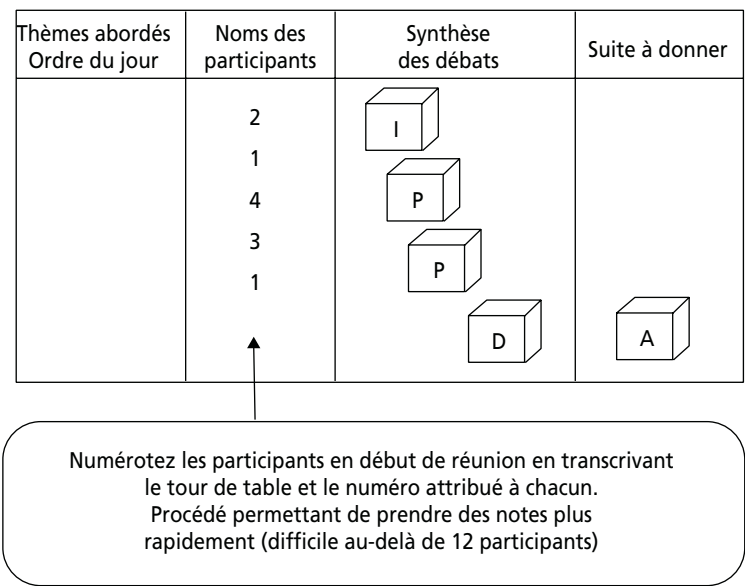 Thèmes abordés
Ordre du jour
Noms des
participants
Synthèse
des débats
Suite à donner
2
I
1
4
P
3
P
1
D
A
Numérotez les participants en début de réunion en transcrivant
le tour de table et le numéro attribué à chacun.
Procédé permettant de prendre des notes plus
rapidement (difficile au-delà de 12 participants)